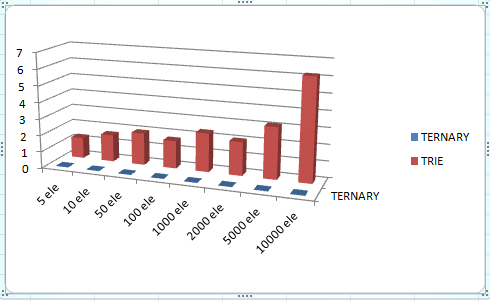 7
6
5
4
3
2
1
0
5 ele
10 ele
50 ele
100 ele
1000 ele
2000 ele
5000 ele
10000 ele
TERNARY
TERNARY
TRIE